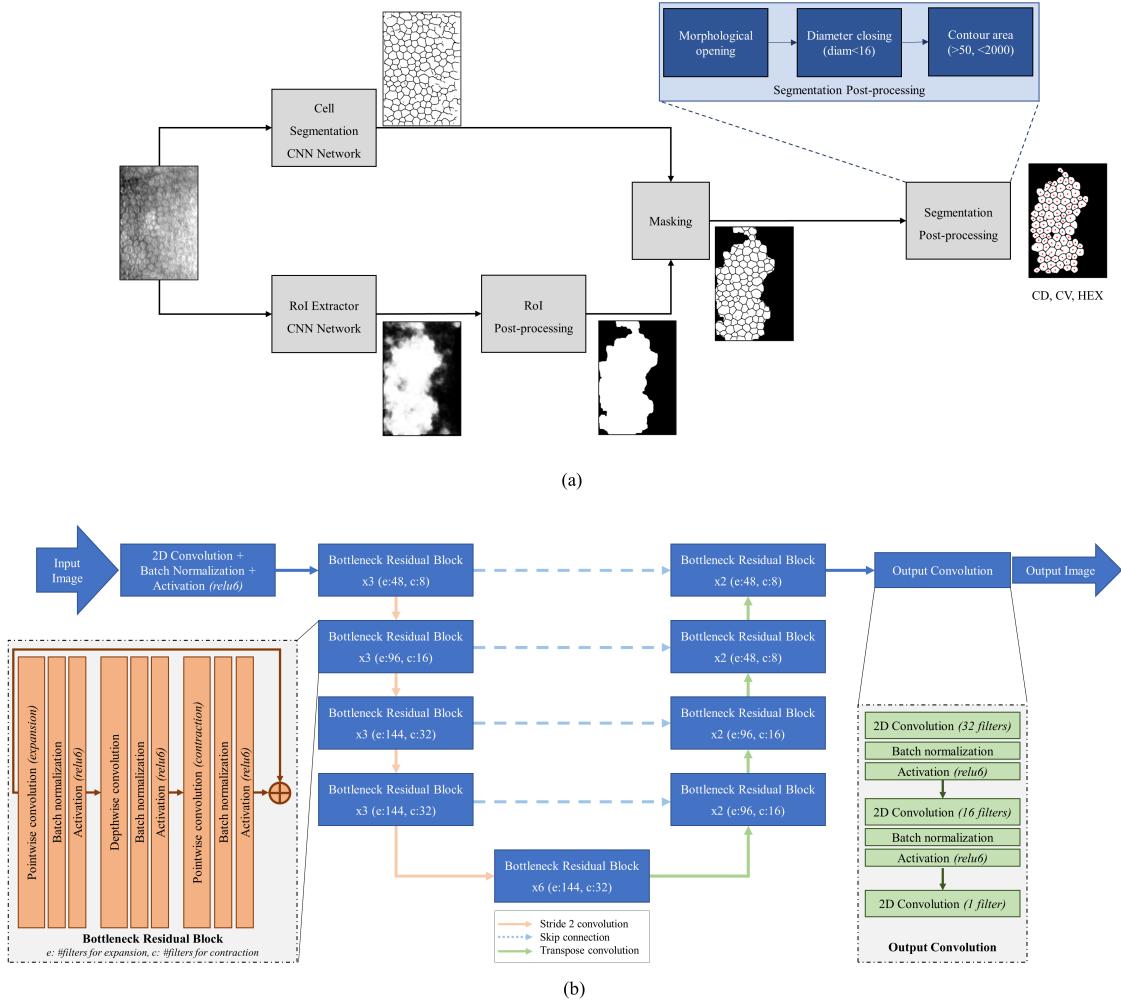 Morphological
opening
Diameter closing
(diam<16)
Contour area
(>50, <2000)
Segmentation Post-processing
Cell
Segmentation
CNN Network
Masking
Segmentation
Post-processing
RoI Extractor
CNN Network
RoI
Post-processing
CD, CV, HEX
(a)
Input
Image
2D Convolution +
Batch Normalization +
Activation (relu6)
Bottleneck Residual Block
x3 (e:48, c:8)
Bottleneck Residual Block
x2 (e:48, c:8)
Output Convolution
Output Image
Bottleneck Residual Block
x3 (e:96, c:16)
Bottleneck Residual Block
x2 (e:48, c:8)
Bottleneck Residual Block
x3 (e:144, c:32)
Bottleneck Residual Block
x2 (e:96, c:16)
Bottleneck Residual Block
x3 (e:144, c:32)
Bottleneck Residual Block
x2 (e:96, c:16)
Bottleneck Residual Block
x6 (e:144, c:32)
Pointwise convolution (expansion)
Batch normalization
Activation (relu6)
Depthwise convolution
Batch normalization
Activation (relu6)
Pointwise convolution (contraction)
Batch normalization
Activation (relu6)
Bottleneck Residual Block
e: #filters for expansion, c: #filters for contraction
Stride 2 convolution
Skip connection
Transpose convolution
2D Convolution (32 filters)
Batch normalization
Activation (relu6)
2D Convolution (16 filters)
Batch normalization
Activation (relu6)
2D Convolution (1 filter)
Output Convolution
(b)